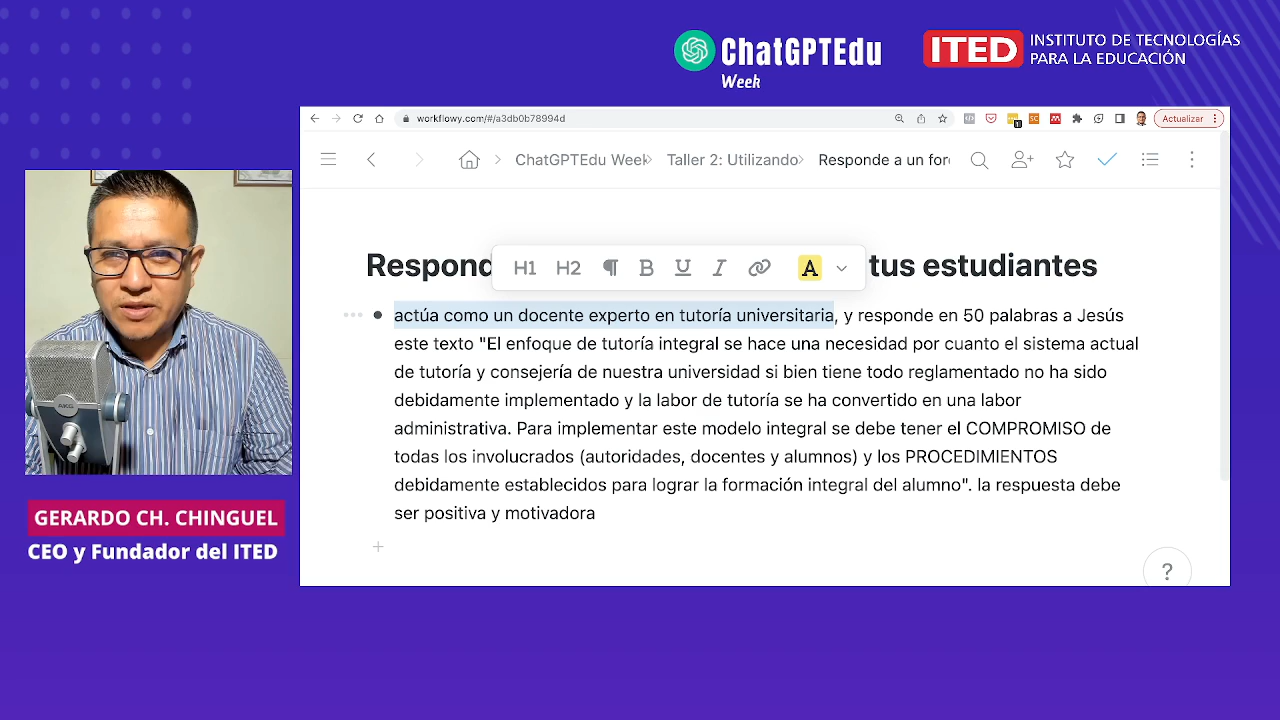 ChatGPTEdu
Week
ITED
INSTITUTO DE TECNOLOGÍAS
PARA LA EDUCACIÓN
workflowy.com/#/a3db0b78994d
1
SC
Actualizar
ChatGPTEdu Week
Taller 2: Utilizando
Responde a un for
Respond
tus estudiantes
H1 H2 ¶ B U I A
actúa como un docente experto en tutoría universitaria, y responde en 50 palabras a Jesús
este texto "El enfoque de tutoría integral se hace una necesidad por cuanto el sistema actual
de tutoría y consejería de nuestra universidad si bien tiene todo reglamentado no ha sido
debidamente implementado y la labor de tutoría se ha convertido en una labor
administrativa. Para implementar este modelo integral se debe tener el COMPROMISO de
todas los involucrados (autoridades, docentes y alumnos) y los PROCEDIMIENTOS
debidamente establecidos para lograr la formación integral del alumno". la respuesta debe
ser positiva y motivadora
?
AKG
GERARDO CH. CHINGUEL
CEO y Fundador del ITED